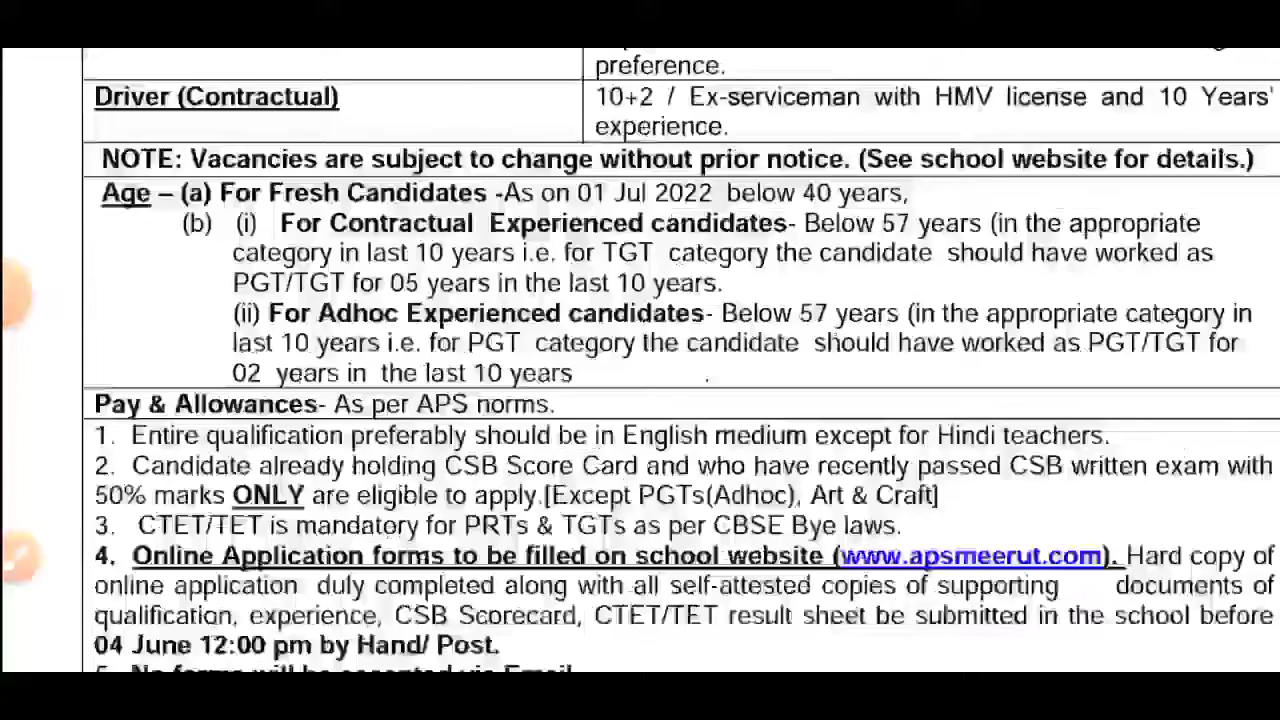 preference.
Driver (Contractual)
10+2 / Ex-serviceman with HMV license and 10 Years'
experience.
NOTE: Vacancies are subject to change without prior notice. (See school website for details.)
Age – (a) For Fresh Candidates -As on 01 Jul 2022 below 40 years,
(b) (i) For Contractual Experienced candidates- Below 57 years (in the appropriate
category in last 10 years i.e. for TGT category the candidate should have worked as
PGT/TGT for 05 years in the last 10 years.
(ii) For Adhoc Experienced candidates- Below 57 years (in the appropriate category in
last 10 years i.e. for PGT category the candidate should have worked as PGT/TGT for
02 years in the last 10 years .
Pay & Allowances- As per APS norms.
1. Entire qualification preferably should be in English medium except for Hindi teachers.
2. Candidate already holding CSB Score Card and who have recently passed CSB written exam with
50% marks ONLY are eligible to apply.[Except PGTs(Adhoc), Art & Craft]
3. CTET/TET is mandatory for PRTs & TGTs as per CBSE Bye laws.
4. Online Application forms to be filled on school website (www.apsmeerut.com). Hard copy of
online application duly completed along with all self-attested copies of supporting documents of
qualification, experience, CSB Scorecard, CTET/TET result sheet be submitted in the school before
04 June 12:00 pm by Hand/ Post.
5. No forms will be accepted via Email